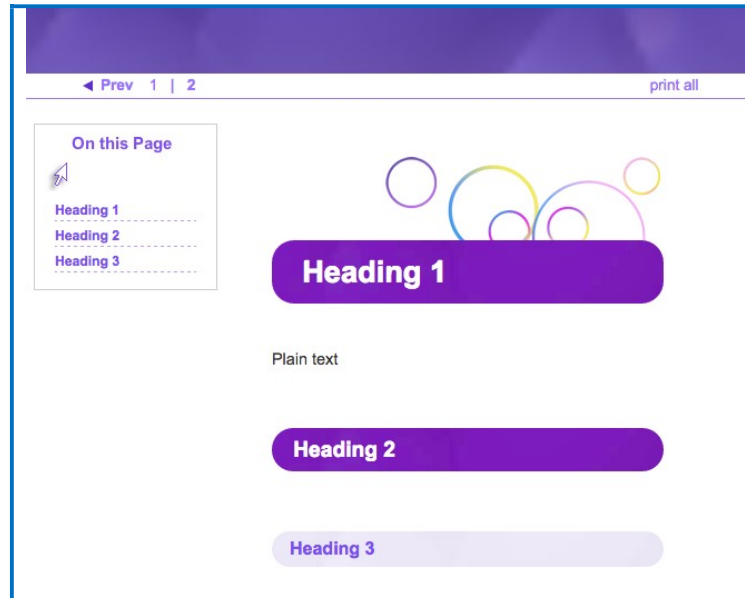 ◄ Prev 1 | 2 print all
On this Page
Heading 1
Heading 2
Heading 3
Heading 1
Plain text
Heading 2
Heading 3